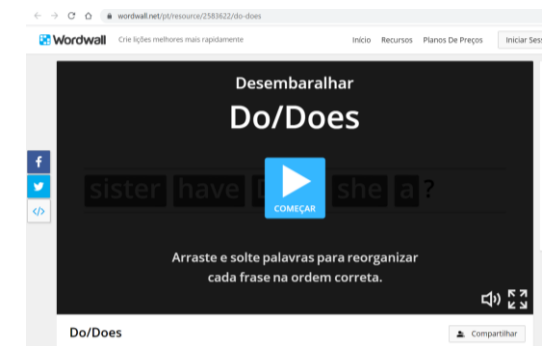 wordwall.net/pt/resource/2583622/do-does
Wordwall Crie lições melhores mais rapidamente Início Recursos Planos De Preços Iniciar Sess
Desembaralhar
Do/Does
sister have she a ?
COMEÇAR
Arraste e solte palavras para reorganizar
cada frase na ordem correta.
Do/Does Compartilhar